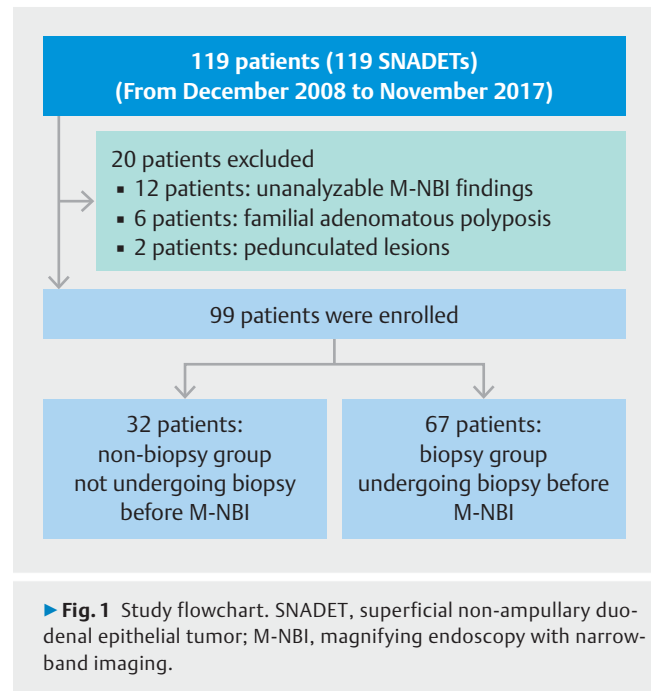 119 patients (119 SNADETs)
(From December 2008 to November 2017)
20 patients excluded
▪ 12 patients: unanalyzable M-NBI findings
▪ 6 patients: familial adenomatous polyposis
▪ 2 patients: pedunculated lesions
99 patients were enrolled
32 patients:
non-biopsy group
not undergoing biopsy
before M-NBI
67 patients:
biopsy group
undergoing biopsy before
M-NBI
▶ Fig. 1 Study flowchart. SNADET, superficial non-ampullary duo-
denal epithelial tumor; M-NBI, magnifying endoscopy with narrow-
band imaging.